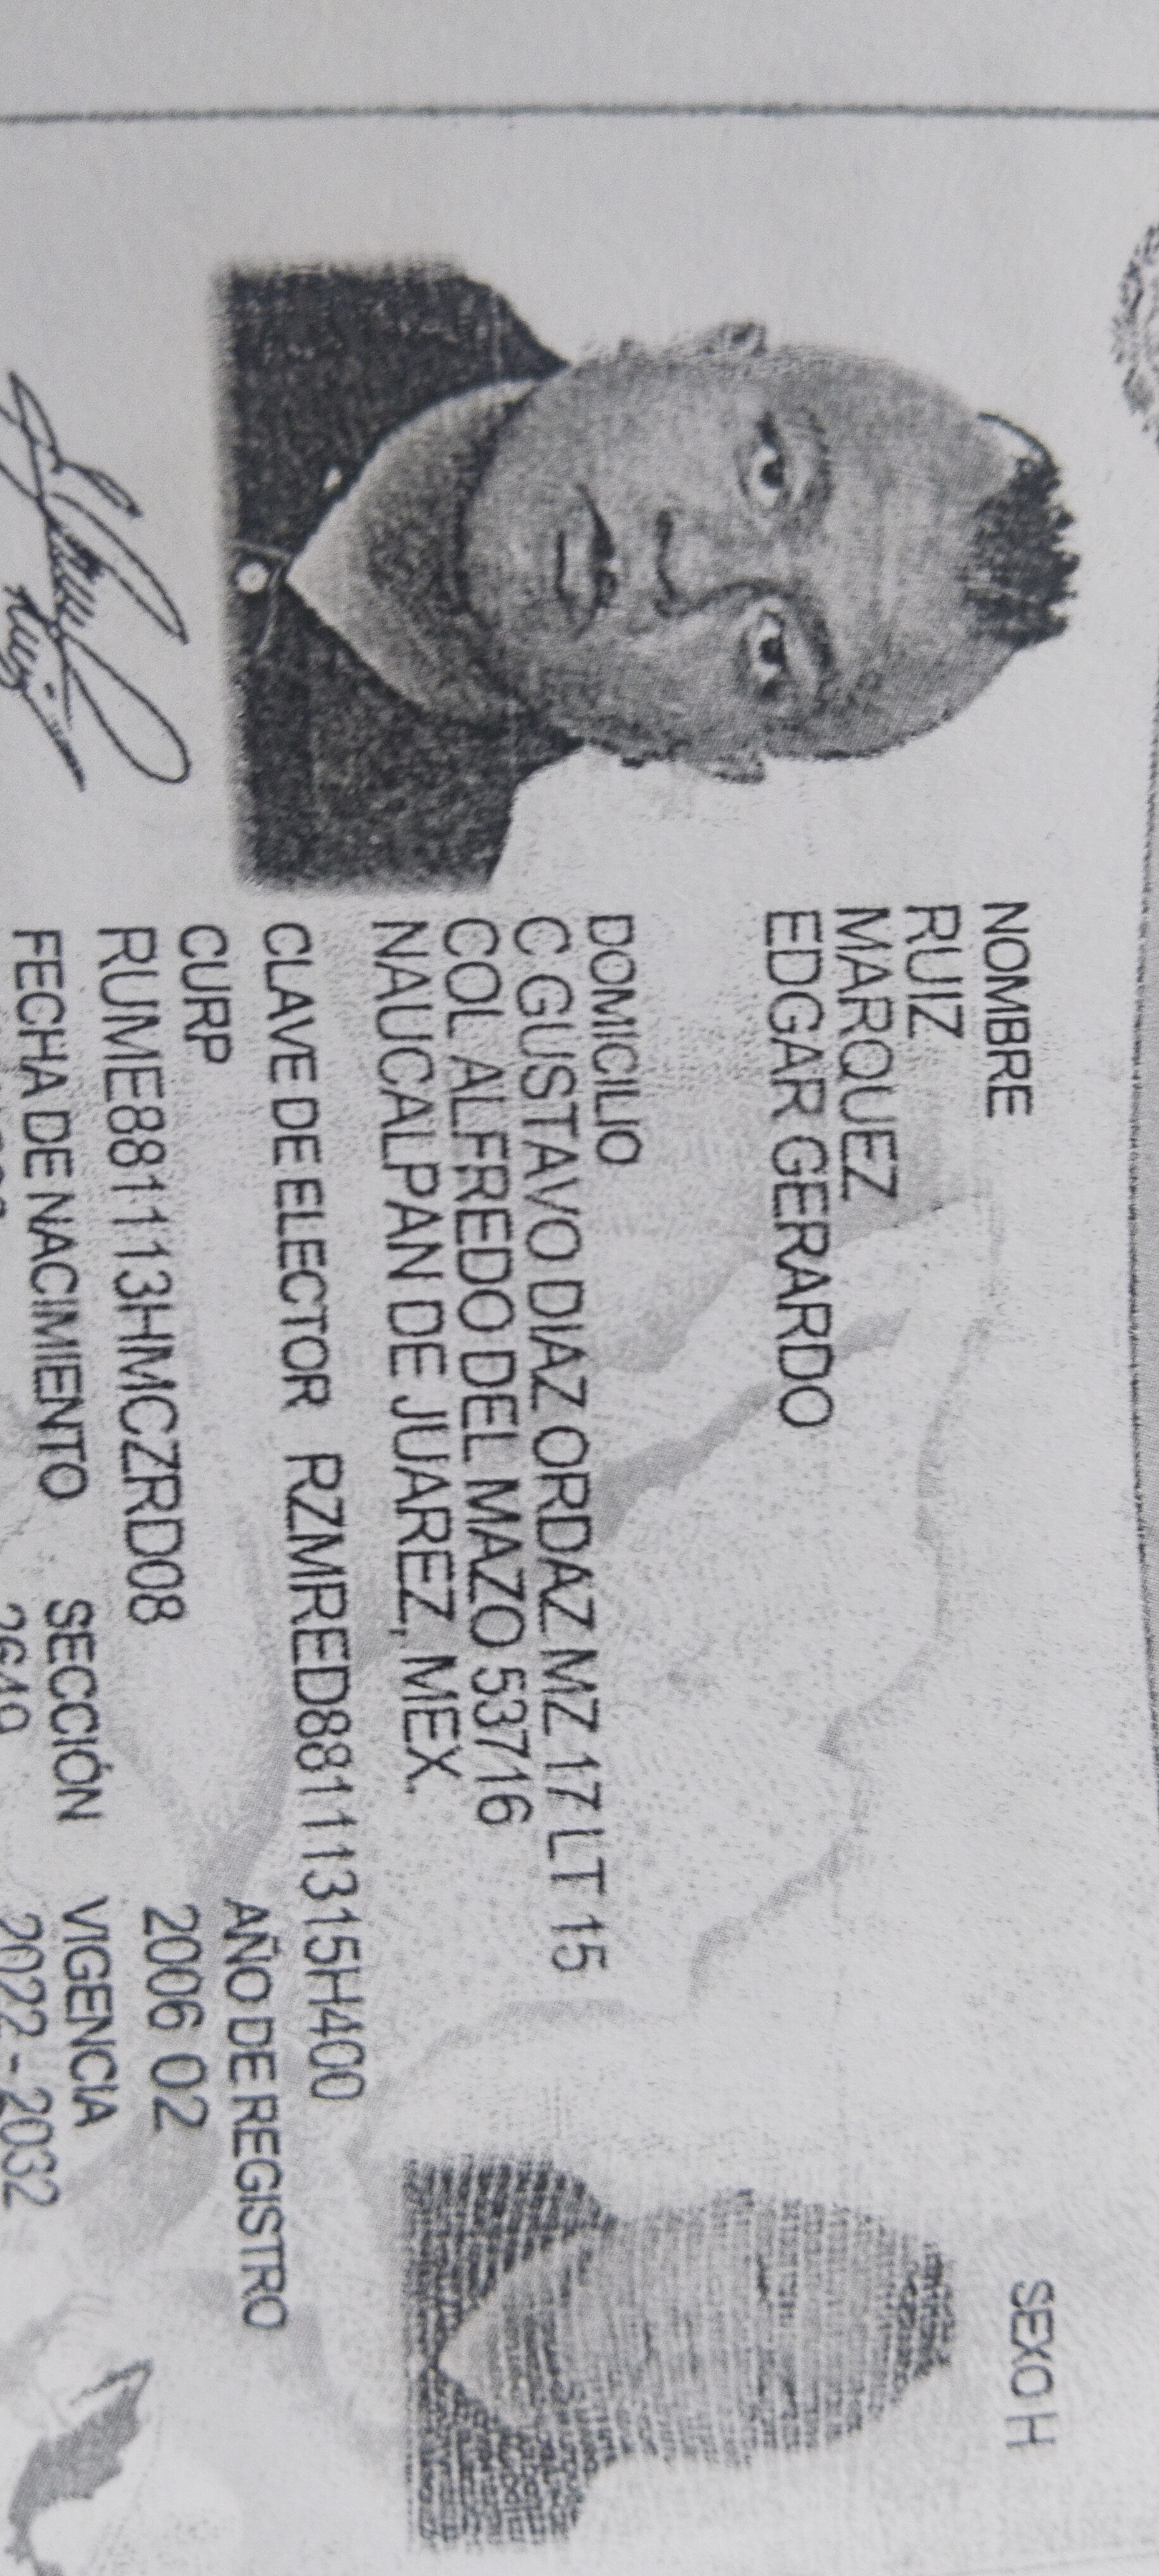 NOMBRE
RUIZ
MARQUEZ
EDGAR GERARDO
SEXO H
DOMICILIO
C GUSTAVO DIAZ ORDAZ MZ 17 LT 15
COL ALFREDO DEL MAZO 53716
NAUCALPAN DE JUAREZ, MEX.
CLAVE DE ELECTOR RZMRED88111315H400
CURP
RUME881113HMCZRD08
AÑO DE REGISTRO
2006 02
FECHA DE NACIMIENTO
SECCIÓN
VIGENCIA
2022 - 2032